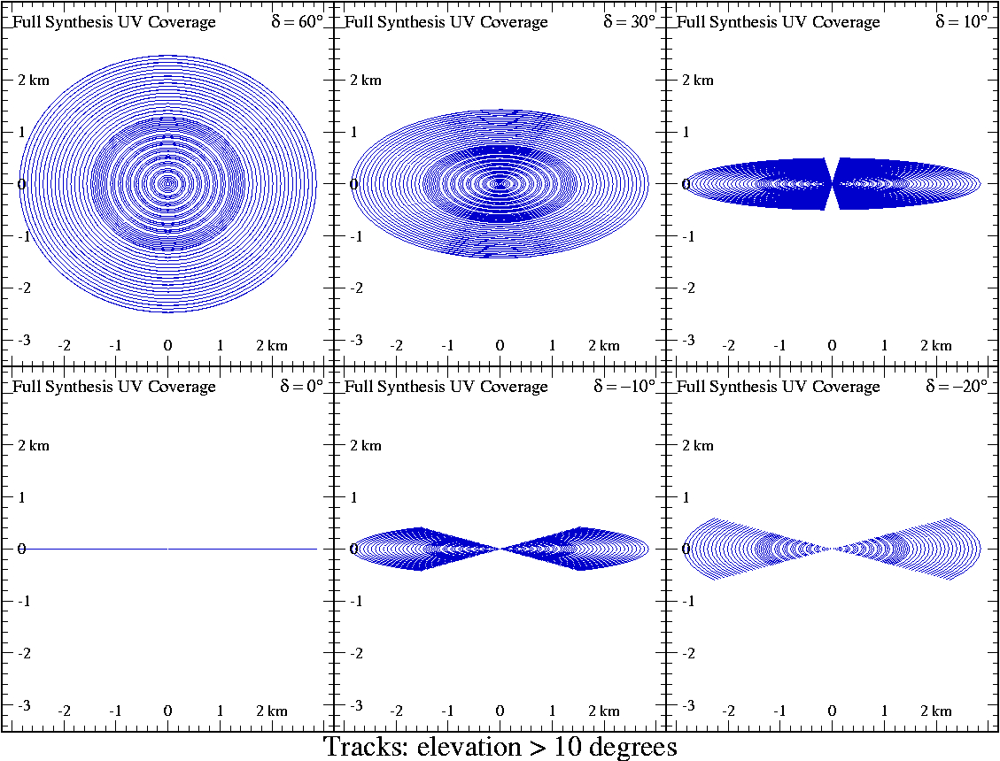 Full Synthesis UV Coverage δ = 60°
2 km
1
0
-1
-2
-3
-2 -1 0 1 2 km
Full Synthesis UV Coverage δ = 30°
2 km
1
0
-1
-2
-3
-2 -1 0 1 2 km
Full Synthesis UV Coverage δ = 10°
2 km
1
0
-1
-2
-3
-2 -1 0 1 2 km
Full Synthesis UV Coverage δ = 0°
2 km
1
0
-1
-2
-3
-2 -1 0 1 2 km
Full Synthesis UV Coverage δ = −10°
2 km
1
0
-1
-2
-3
-2 -1 0 1 2 km
Full Synthesis UV Coverage δ = −20°
2 km
1
0
-1
-2
-3
-2 -1 0 1 2 km
Tracks: elevation > 10 degrees